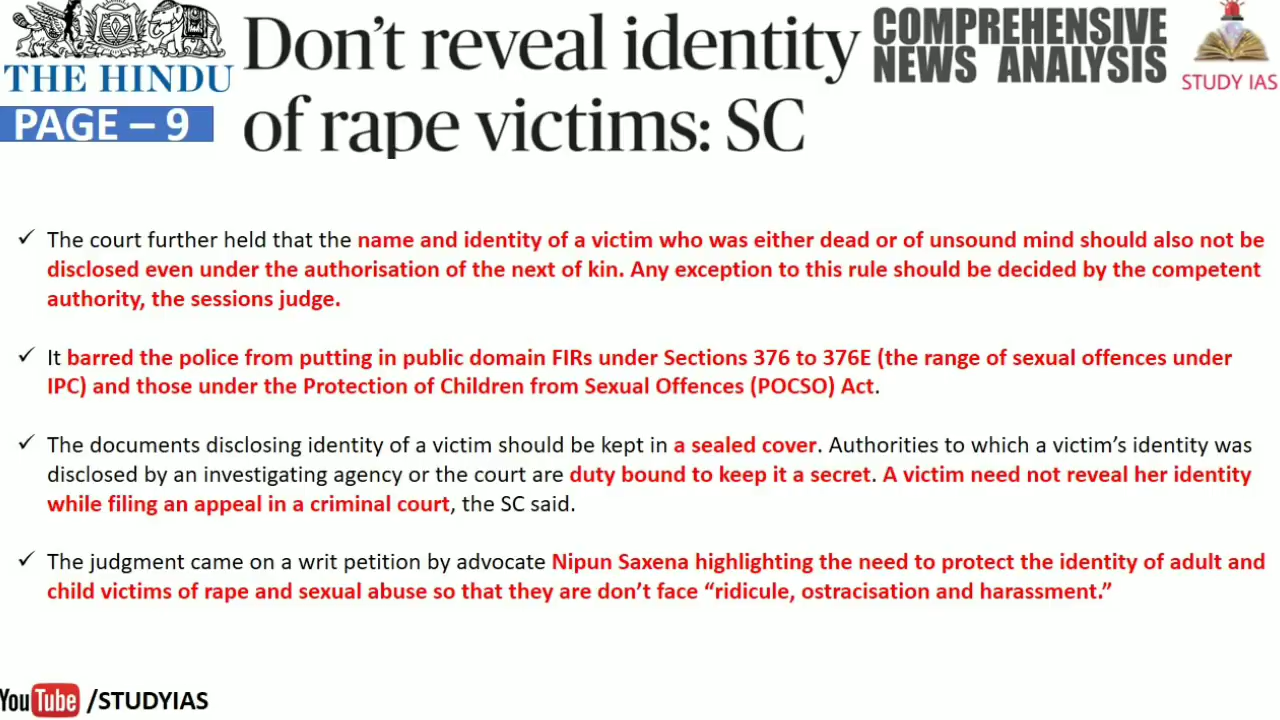 THE HINDU
PAGE – 9
Don't reveal identity
of rape victims: SC
COMPREHENSIVE
NEWS ANALYSIS
STUDY IAS
✓ The court further held that the name and identity of a victim who was either dead or of unsound mind should also not be
disclosed even under the authorisation of the next of kin. Any exception to this rule should be decided by the competent
authority, the sessions judge.
✓ It barred the police from putting in public domain FIRs under Sections 376 to 376E (the range of sexual offences under
IPC) and those under the Protection of Children from Sexual Offences (POCSO) Act.
✓ The documents disclosing identity of a victim should be kept in a sealed cover. Authorities to which a victim's identity was
disclosed by an investigating agency or the court are duty bound to keep it a secret. A victim need not reveal her identity
while filing an appeal in a criminal court, the SC said.
✓ The judgment came on a writ petition by advocate Nipun Saxena highlighting the need to protect the identity of adult and
child victims of rape and sexual abuse so that they are don't face “ridicule, ostracisation and harassment.”
YouTube /STUDYIAS